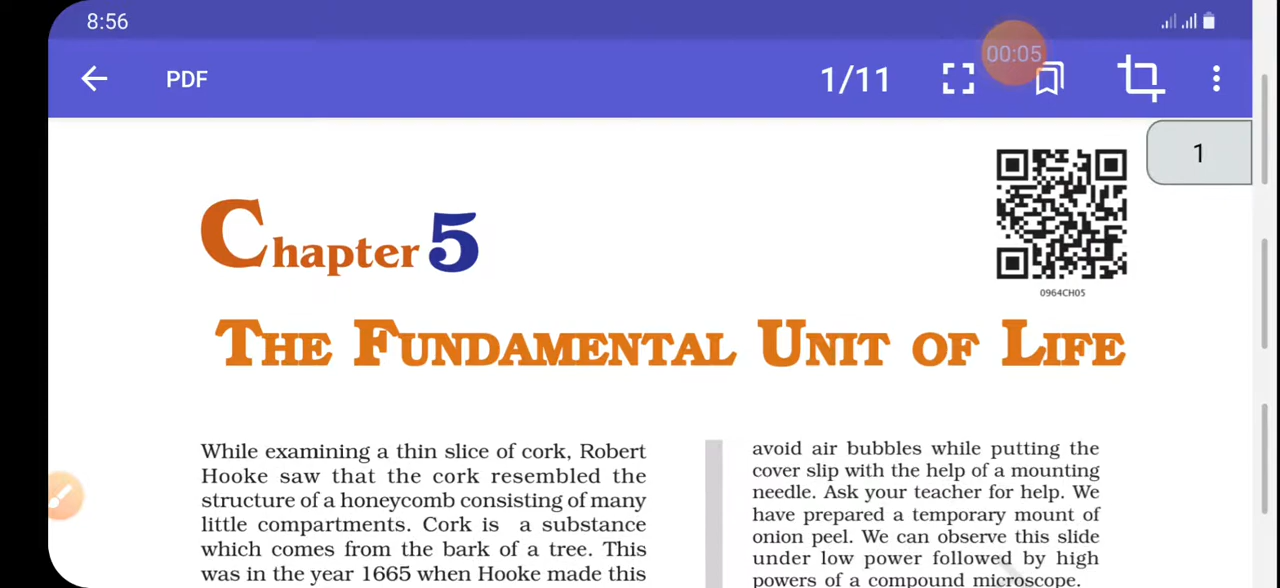 8:56
00:05
PDF
1/11
1
Chapter 5
0964CH05
THE FUNDAMENTAL UNIT OF LIFE
While examining a thin slice of cork, Robert
Hooke saw that the cork resembled the
structure of a honeycomb consisting of many
little compartments. Cork is a substance
which comes from the bark of a tree. This
was in the year 1665 when Hooke made this
avoid air bubbles while putting the
cover slip with the help of a mounting
needle. Ask your teacher for help. We
have prepared a temporary mount of
onion peel. We can observe this slide
under low power followed by high
powers of a compound microscope.